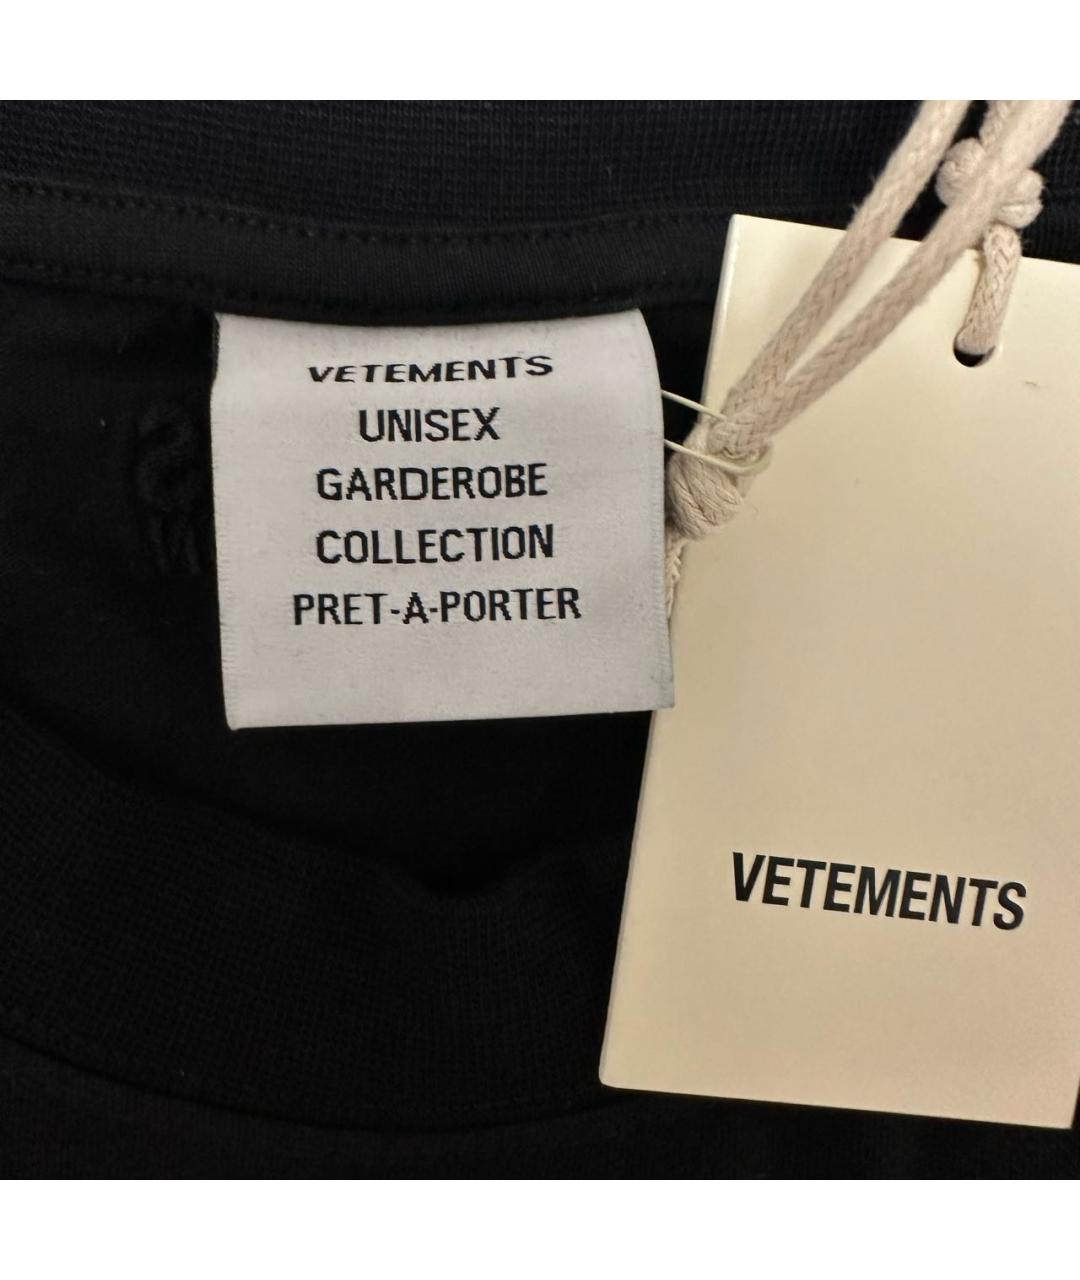 VETEMENTS
UNISEX
GARDEROBE
COLLECTION
PRET-A-PORTER
VETEMENTS